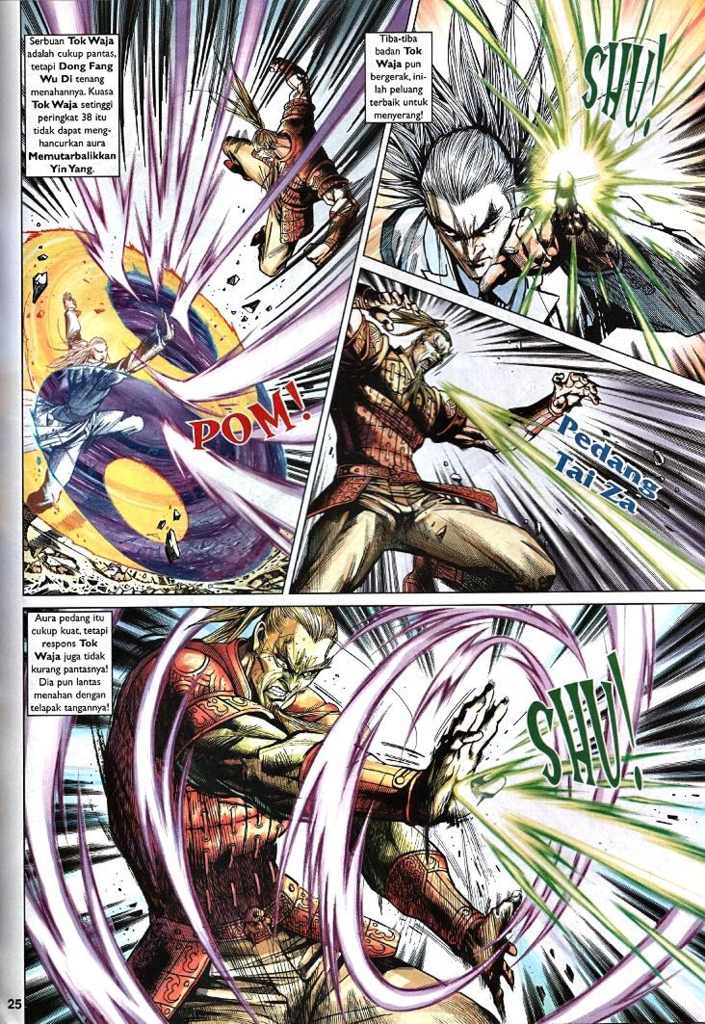 Serbuan Tok Waja
adalah cukup pantas,
tetapi Dong Fang
Wu Di tenang
menahannya. Kuasa
Tok Waja setinggi
peringkat 38 itu
tidak dapat meng-
hancurkan aura
Memutarbalikkan
Yin Yang.
POM!
Tiba-tiba
badan Tok
Waja pun
bergerak, ini-
lah peluang
terbaik untuk
menyerang!
SHU!
Pedang
Tai-Za
Aura pedang itu
cukup kuat, tetapi
respons Tok
Waja juga tidak
kurang pantasnya!
Dia pun lantas
menahan dengan
telapak tangannya!
SHU!
25